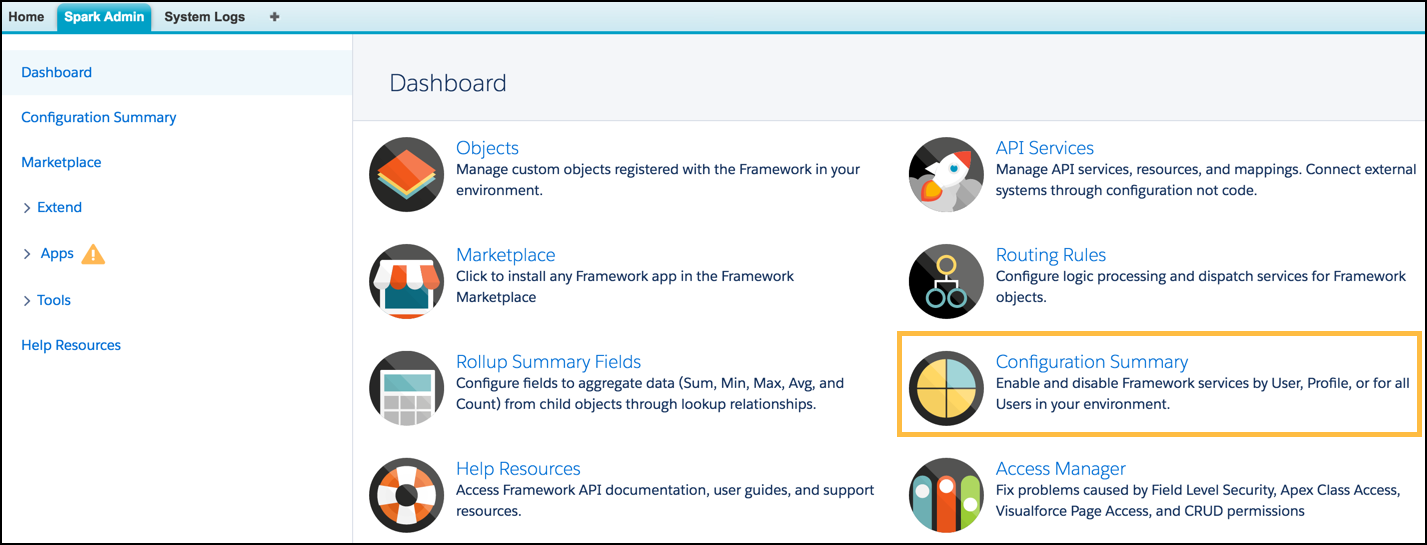 Home Spark Admin System Logs +
Dashboard
Configuration Summary
Marketplace
Extend
Apps
Tools
Help Resources
Dashboard
Objects
Manage custom objects registered with the Framework in your
environment.
API Services
Manage API services, resources, and mappings. Connect external
systems through configuration not code.
Marketplace
Click to install any Framework app in the Framework
Marketplace
Routing Rules
Configure logic processing and dispatch services for Framework
objects.
Rollup Summary Fields
Configure fields to aggregate data (Sum, Min, Max, Avg, and
Count) from child objects through lookup relationships.
Configuration Summary
Enable and disable Framework services by User, Profile, or for all
Users in your environment.
Help Resources
Access Framework API documentation, user guides, and support
resources.
Access Manager
Fix problems caused by Field Level Security, Apex Class Access,
Visualforce Page Access, and CRUD permissions